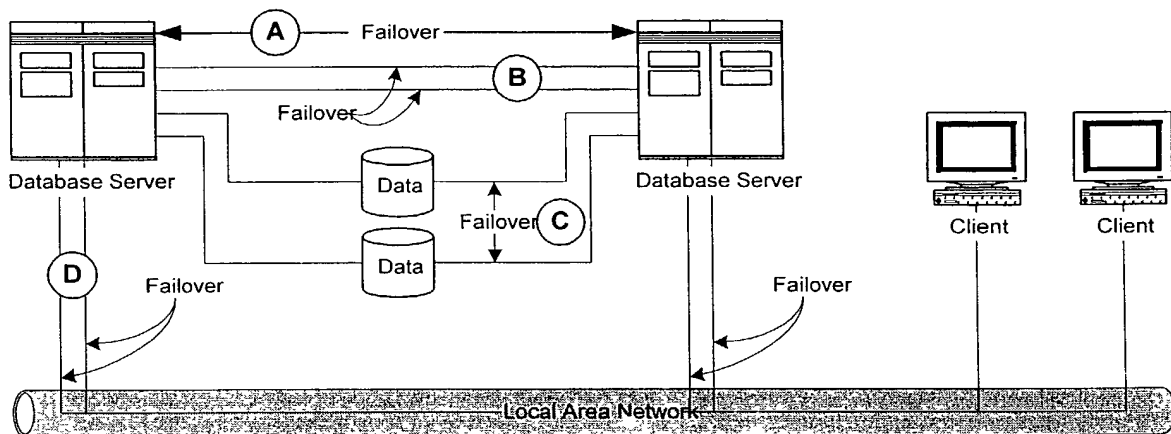 A
Failover
B
Failover
Database Server
Data
Database Server
Failover
C
Data
Client
Client
D
Failover
Failover
Local Area Network